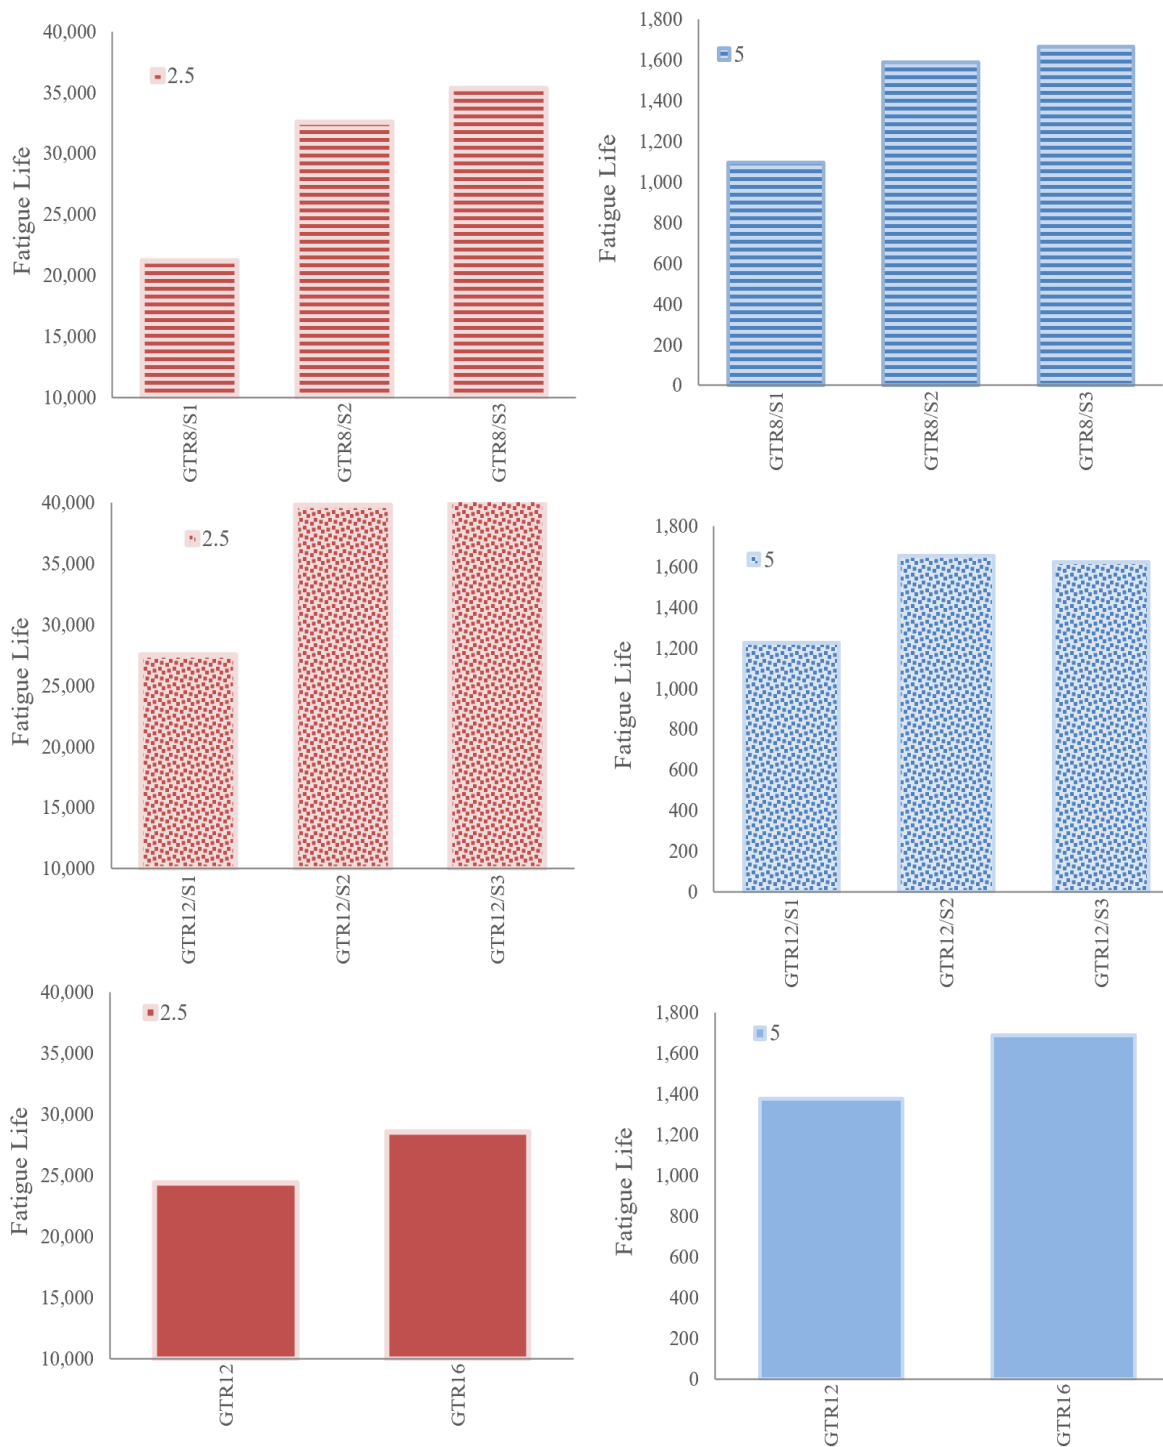 40,000
35,000
30,000
25,000
20,000
15,000
10,000
Fatigue Life
2.5
GTR8/S1
GTR8/S2
GTR8/S3
1,800
1,600
1,400
1,200
1,000
800
600
400
200
0
Fatigue Life
5
GTR8/S1
GTR8/S2
GTR8/S3
40,000
35,000
30,000
25,000
20,000
15,000
10,000
Fatigue Life
2.5
GTR12/S1
GTR12/S2
GTR12/S3
1,800
1,600
1,400
1,200
1,000
800
600
400
200
0
Fatigue Life
5
GTR12/S1
GTR12/S2
GTR12/S3
40,000
35,000
30,000
25,000
20,000
15,000
10,000
Fatigue Life
2.5
GTR12
GTR16
1,800
1,600
1,400
1,200
1,000
800
600
400
200
0
Fatigue Life
5
GTR12
GTR16